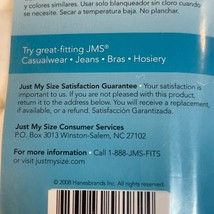 y colores similares. Usar solo blanqueador sin cloro cuando
se necesite. Secar a temperatura baja. No planchar.
Try great-fitting JMS®
Casualwear • Jeans • Bras • Hosiery
Just My Size Satisfaction Guarantee • Your satisfaction is
important to us. If you are not pleased with this product,
return it to the address below. You will receive a replacement,
if available, or a refund. Satisfacción Garantizada.
Just My Size Consumer Services
P.O. Box 3013 Winston-Salem, NC 27102
For more information • Call 1-888-JMS-FITS
or visit justmysize.com
© 2008 Hanesbrands Inc. All rights reserved.